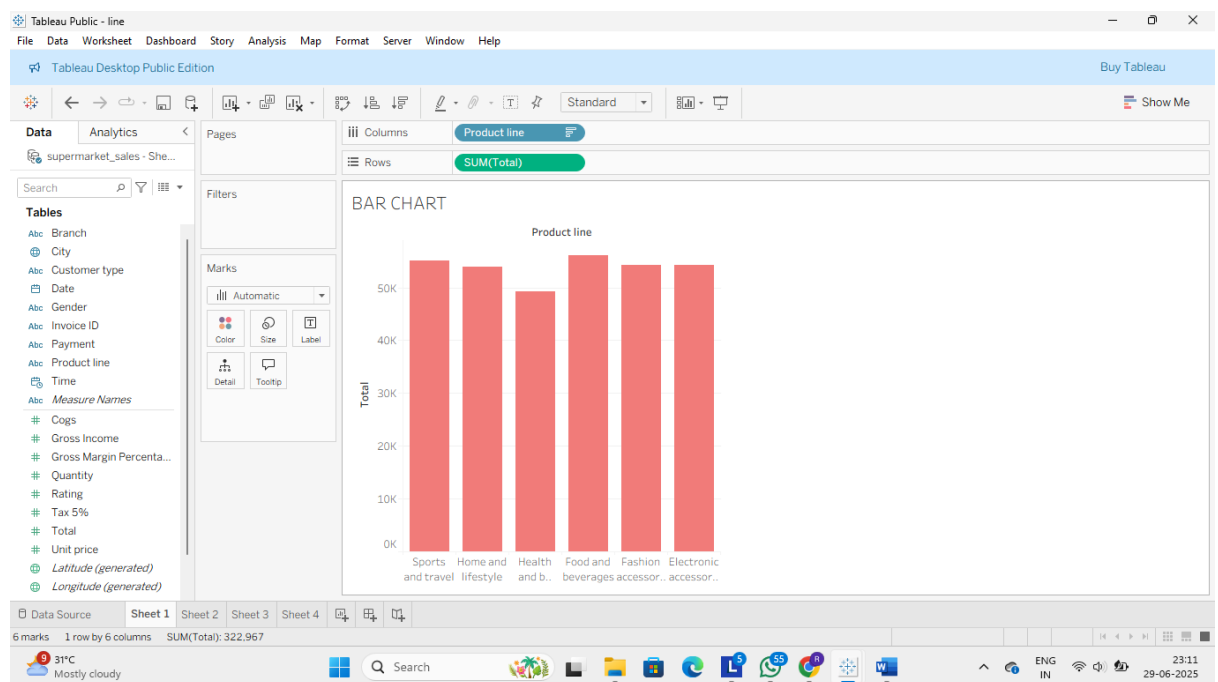 Tableau Public - line
File Data Worksheet Dashboard Story Analysis Map Format Server Window Help
Tableau Desktop Public Edition
Buy Tableau
Standard
Show Me
Data Analytics
supermarket_sales - She...
Search
Tables
Abc Branch
City
Abc Customer type
Date
Abc Gender
Abc Invoice ID
Abc Payment
Abc Product line
Time
Abc Measure Names
# Cogs
# Gross Income
# Gross Margin Percenta...
# Quantity
# Rating
# Tax 5%
# Total
# Unit price
Latitude (generated)
Longitude (generated)
Pages
Filters
Marks
Automatic
Color Size Label
Detail Tooltip
Columns Product line
Rows SUM(Total)
BAR CHART
Product line
Total
50K
40K
30K
20K
10K
0K
Sports Home and Health Food and Fashion Electronic
and travel lifestyle and b.. beverages accessor.. accessor..
Data Source Sheet 1 Sheet 2 Sheet 3 Sheet 4
6 marks 1 row by 6 columns SUM(Total): 322,967
9
31°C
Mostly cloudy
Search
L 5
55
R
W
ENG
IN
23:11
29-06-2025